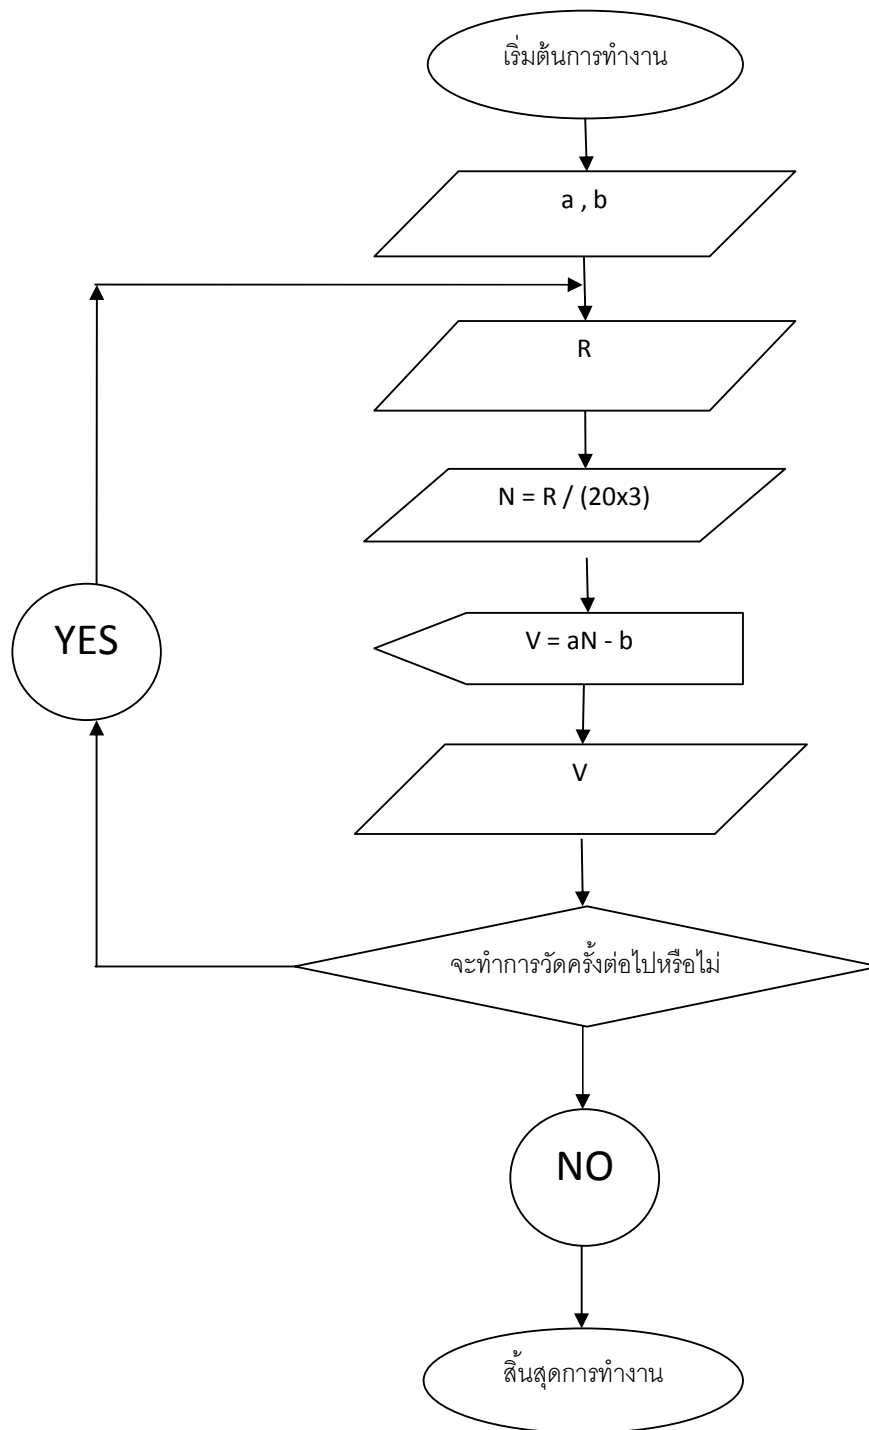 เริ่มต้นการทำงาน
a , b
R
N = R / (20x3)
YES
V = aN - b
V
จะทำการวัดครั้งต่อไปหรือไม่
NO
สิ้นสุดการทำงาน